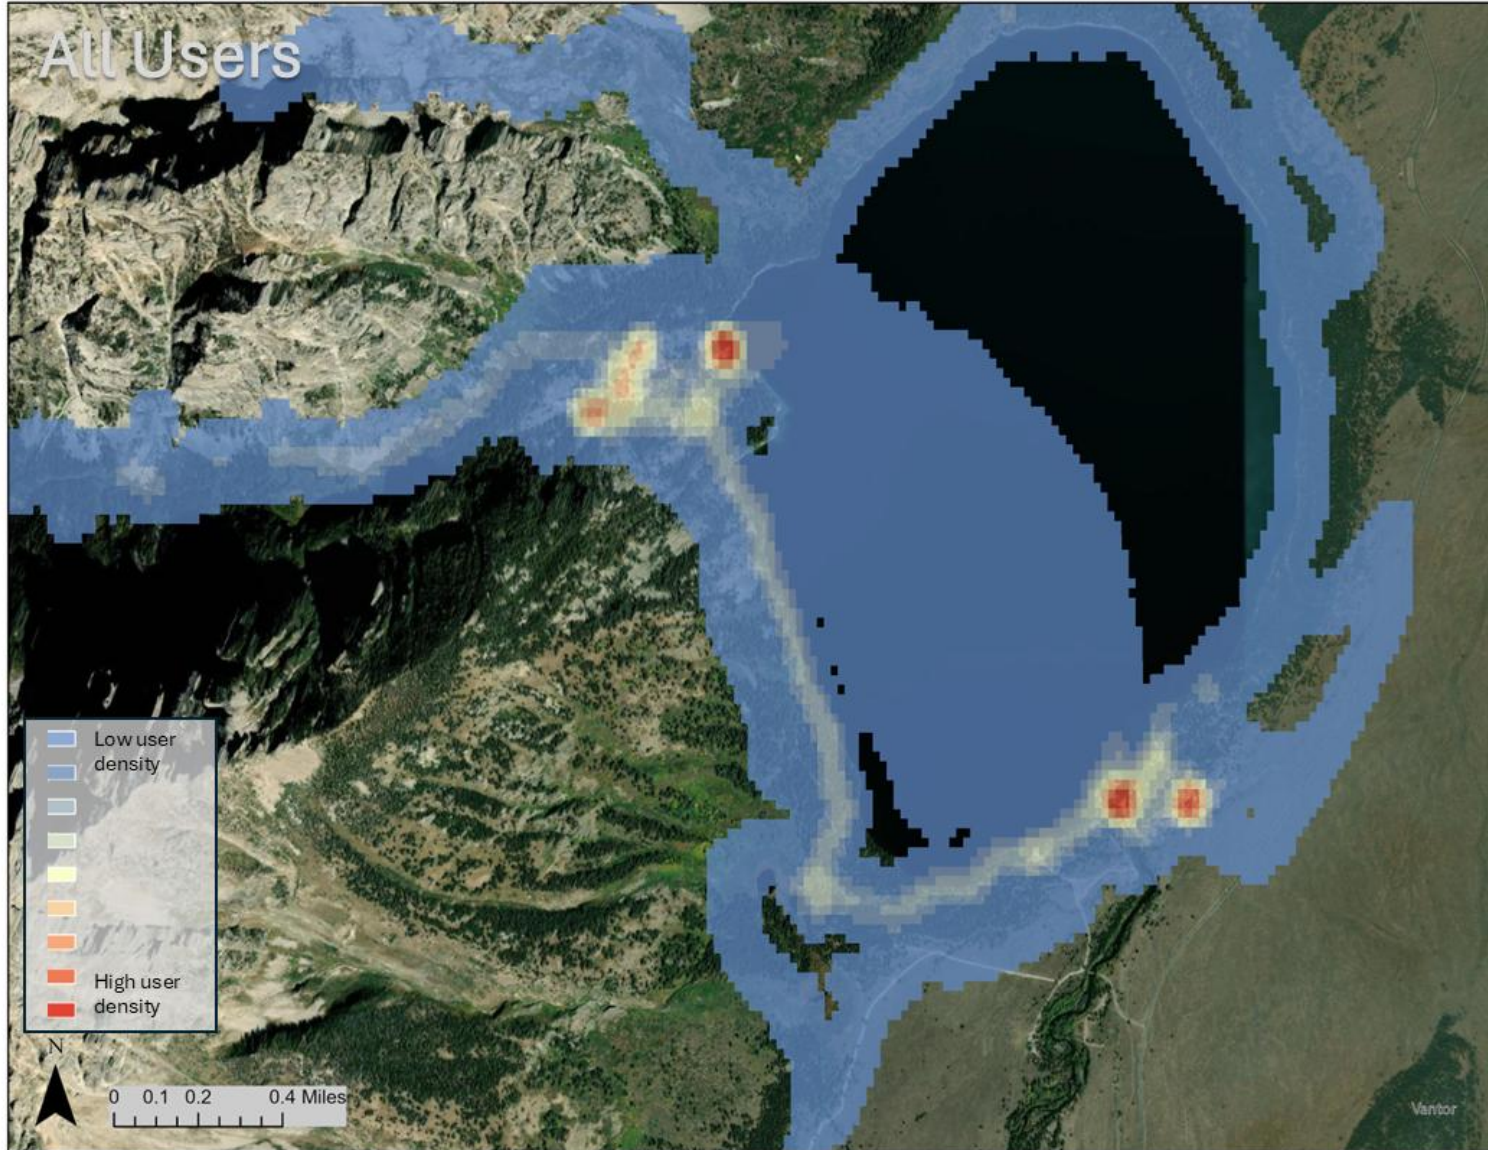 All Users
Low user
density
High user
density
N
0 0.1 0.2 0.4 Miles
Vantor